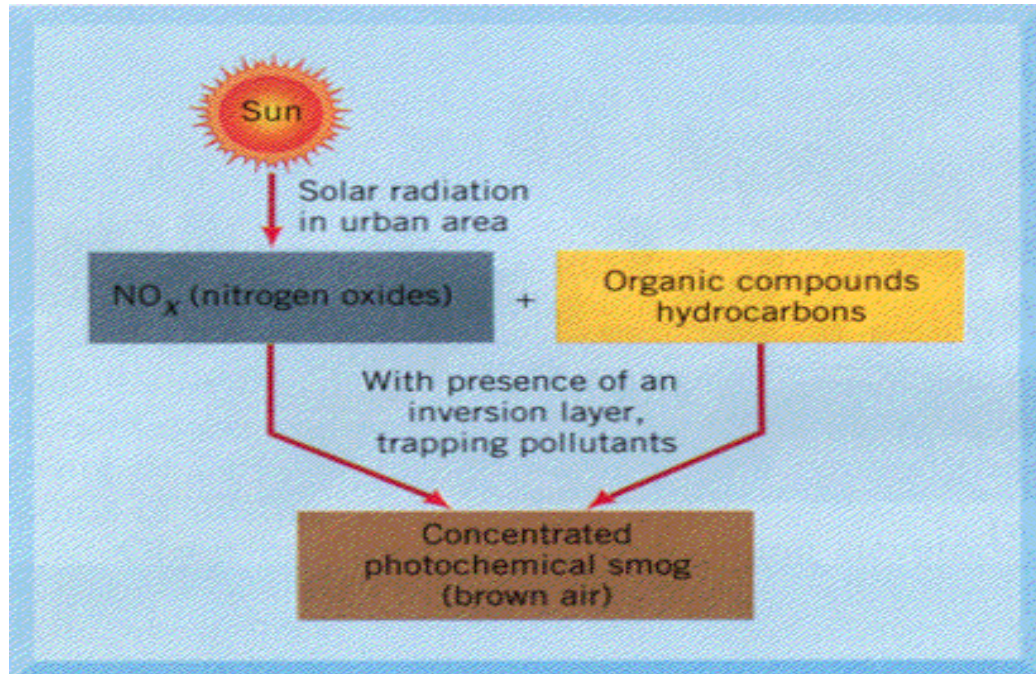 Sun
Solar radiation
in urban area
NOx (nitrogen oxides)
+
Organic compounds
hydrocarbons
With presence of an
inversion layer,
trapping pollutants
Concentrated
photochemical smog
(brown air)